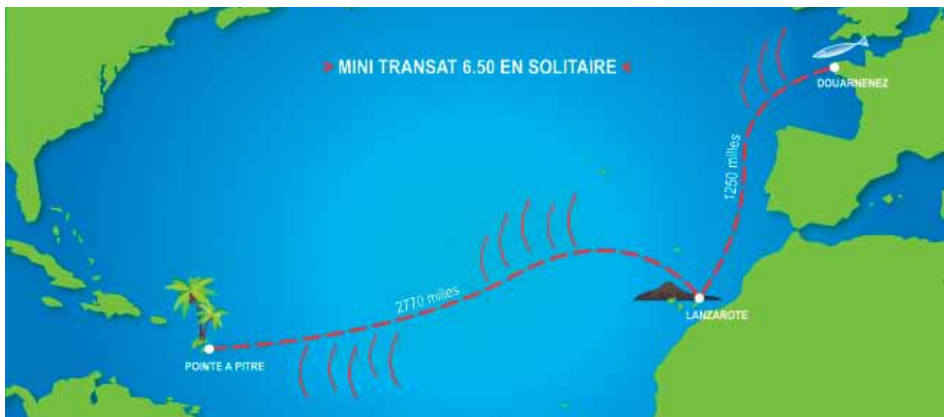 » MINI TRANSAT 6.50 EN SOLITAIRE «
DOUARNENEZ
1250 milles
2770 milles
LANZAROTE
POINTE A PITRE